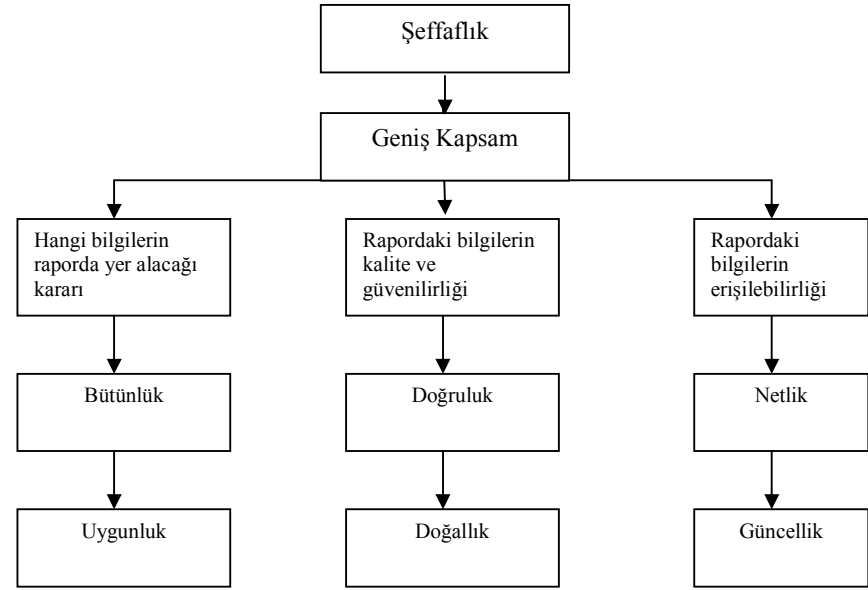 Şeffaflık
Geniş Kapsam
Hangi bilgilerin
raporda yer alacağı
kararı
Rapordaki bilgilerin
kalite ve
güvenilirliği
Rapordaki
bilgilerin
erişilebilirliği
Bütünlük
Doğruluk
Netlik
Uygunluk
Doğallık
Güncellik